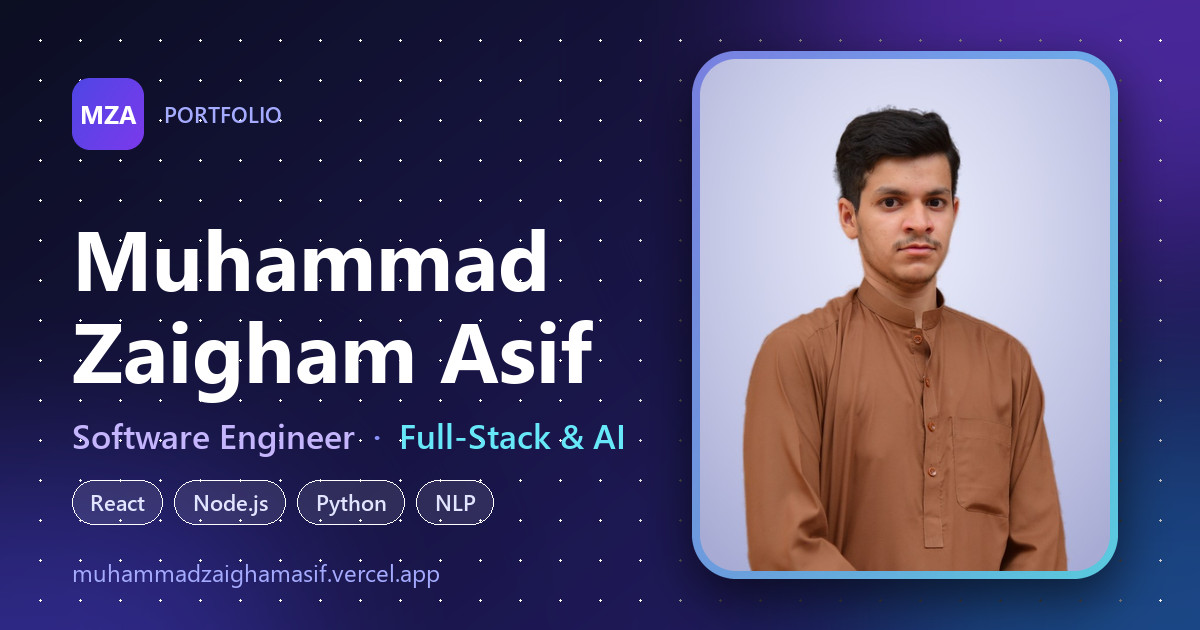 MZA
PORTFOLIO
Muhammad
Zaigham Asif
Software Engineer · Full-Stack & AI
React Node.js Python NLP
muhammadzaighamasif.vercel.app